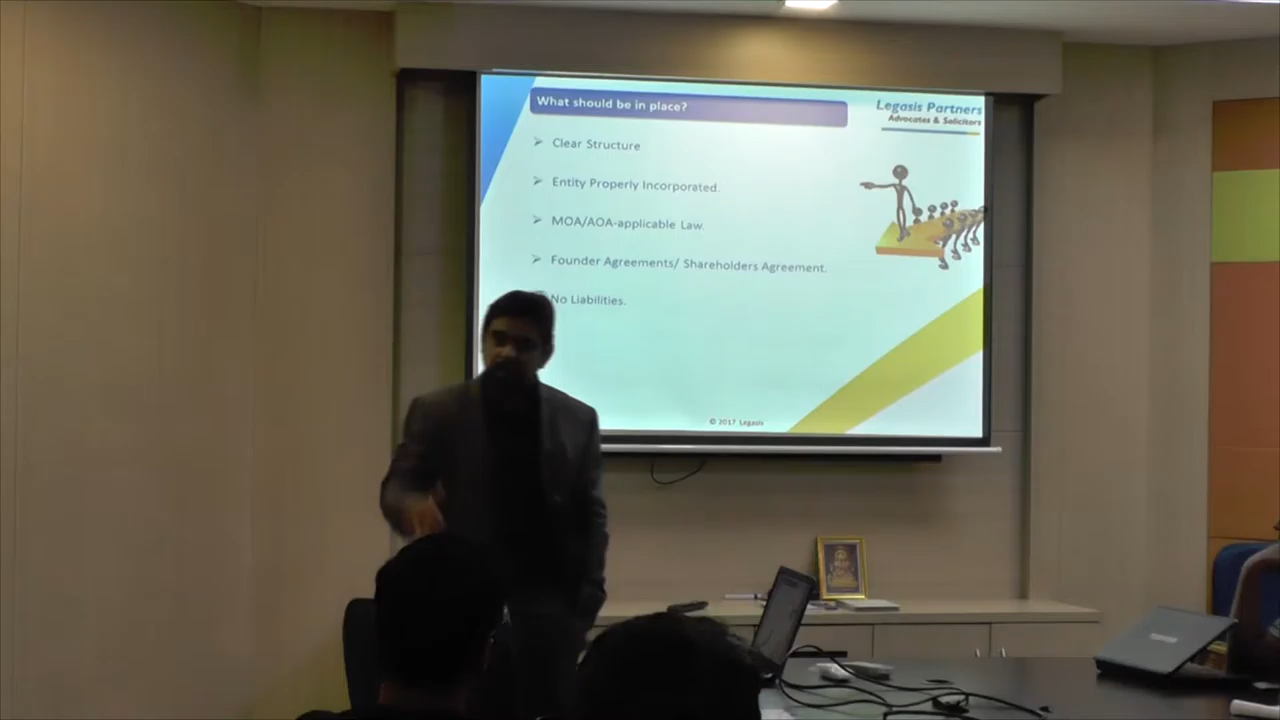 What should be in place?
Legasis Partners
Advocates & Solicitors
Clear Structure
Entity Properly Incorporated.
MOA/AOA-applicable Law.
Founder Agreements/ Shareholders Agreement.
No Liabilities.
© 2017 Legasis